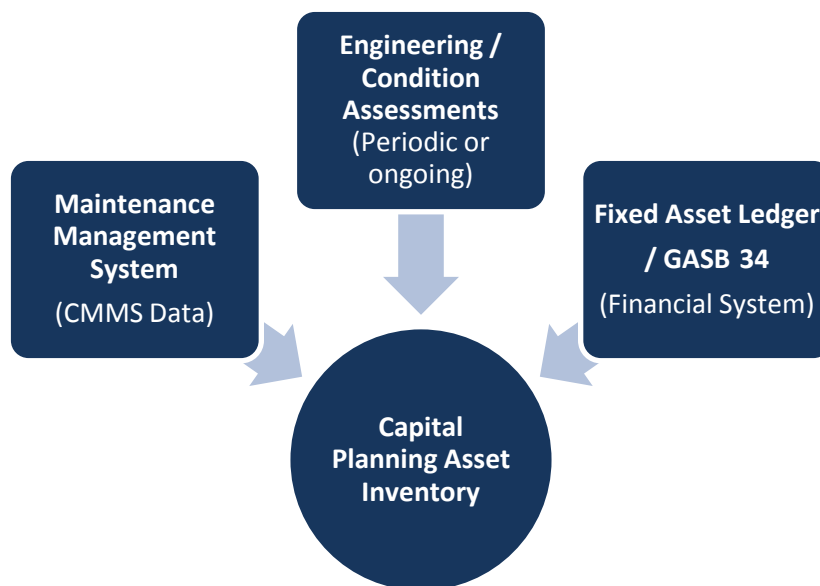 Engineering /
Condition
Assessments
(Periodic or
ongoing)
Maintenance
Management
System
(CMMS Data)
Fixed Asset Ledger
/ GASB 34
(Financial System)
Capital
Planning Asset
Inventory